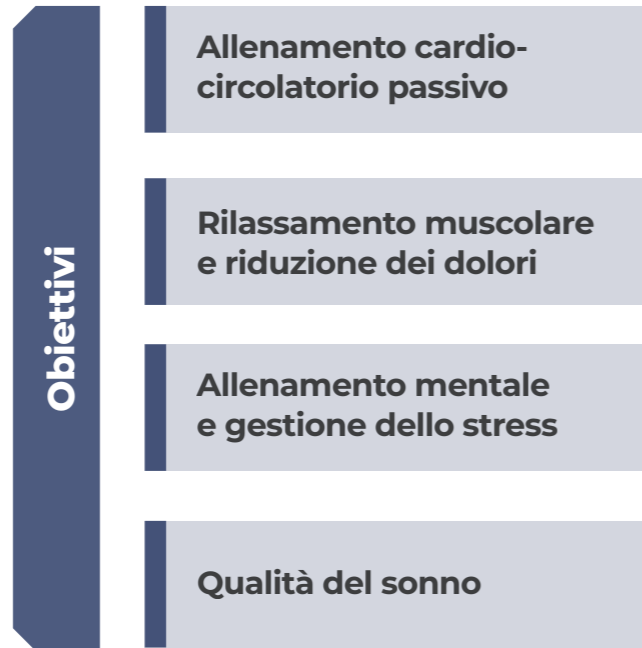 Obiettivi
Allenamento cardio-
circolatorio passivo
Rilassamento muscolare
e riduzione dei dolori
Allenamento mentale
e gestione dello stress
Qualità del sonno